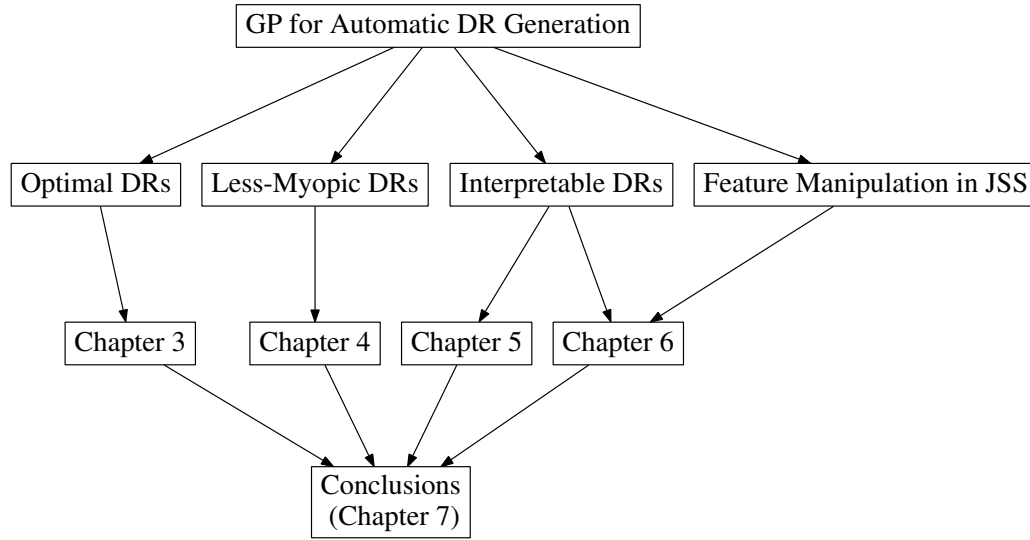 GP for Automatic DR Generation
Optimal DRs
Less-Myopic DRs
Interpretable DRs
Feature Manipulation in JSS
Chapter 3
Chapter 4
Chapter 5
Chapter 6
Conclusions
(Chapter 7)